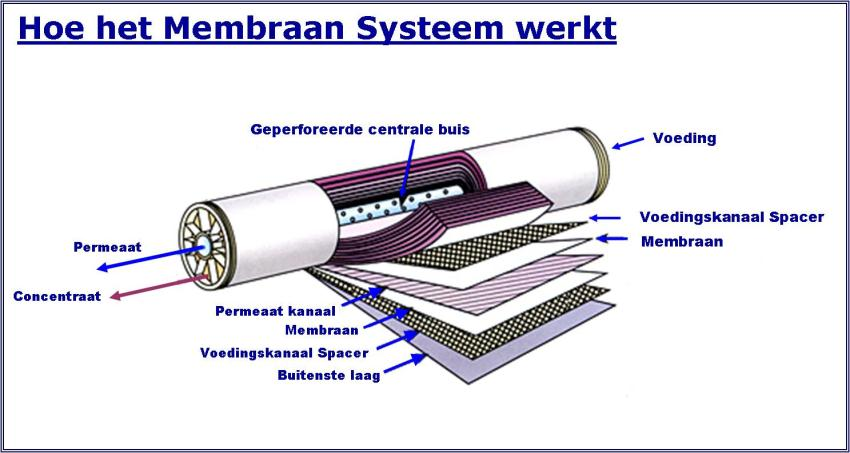 Hoe het Membraan Systeem werkt
Geperforeerde centrale buis
Voeding
Voedingskanaal Spacer
Membraan
Permeaat
Concentraat
Permeaat kanaal
Membraan
Voedingskanaal Spacer
Buitenste laag